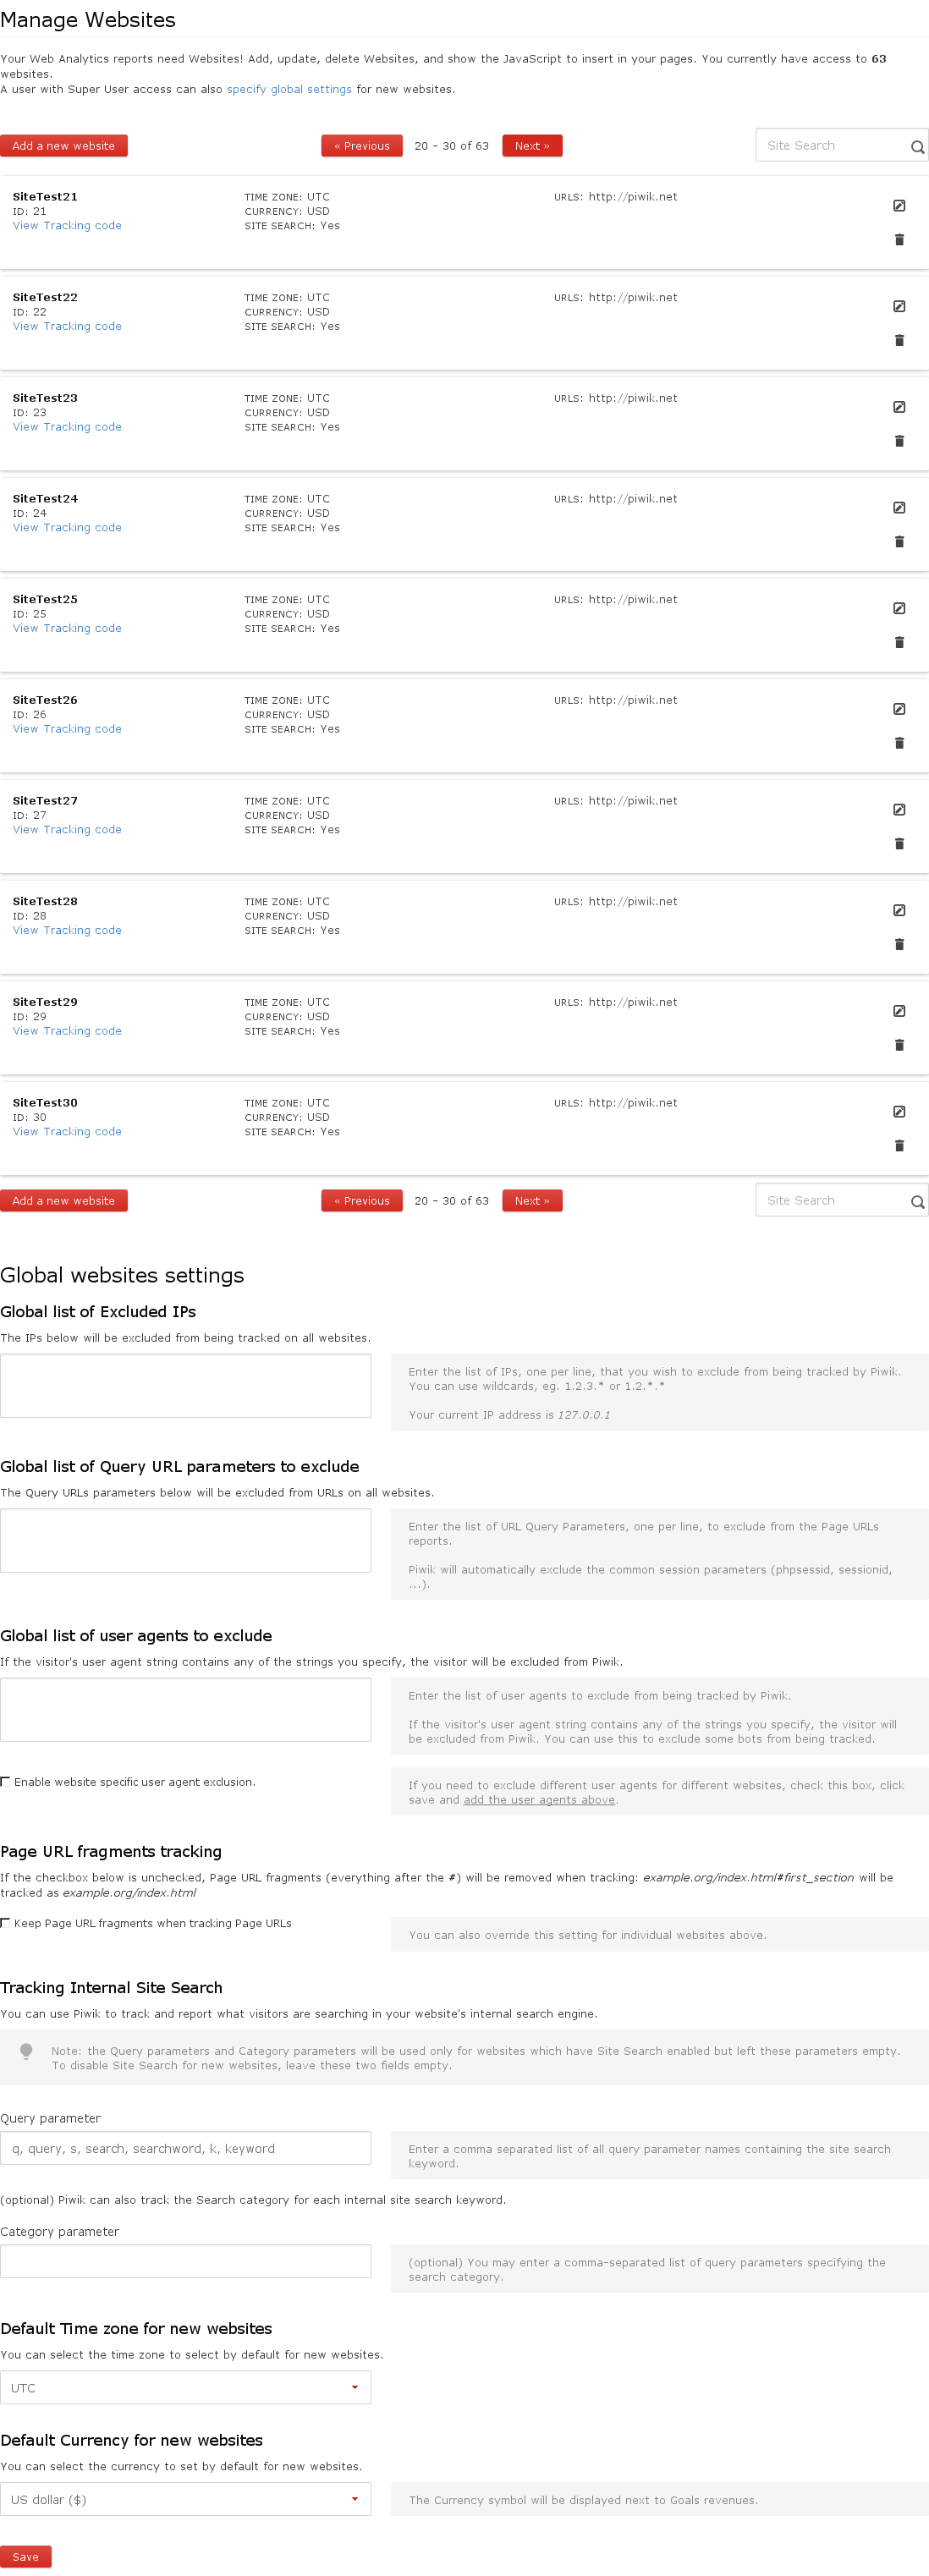 Manage Websites
Your Web Analytics reports need Websites! Add, update, delete Websites, and show the JavaScript to insert in your pages. You currently have access to 63
websites.
A user with Super User access can also specify global settings for new websites.
Add a new website
« Previous
20 - 30 of 63
Next »
Site Search
SiteTest21
ID: 21
View Tracking code
TIME ZONE: UTC
CURRENCY: USD
SITE SEARCH: Yes
URLS: http://piwik.net
SiteTest22
ID: 22
View Tracking code
TIME ZONE: UTC
CURRENCY: USD
SITE SEARCH: Yes
URLS: http://piwik.net
SiteTest23
ID: 23
View Tracking code
TIME ZONE: UTC
CURRENCY: USD
SITE SEARCH: Yes
URLS: http://piwik.net
SiteTest24
ID: 24
View Tracking code
TIME ZONE: UTC
CURRENCY: USD
SITE SEARCH: Yes
URLS: http://piwik.net
SiteTest25
ID: 25
View Tracking code
TIME ZONE: UTC
CURRENCY: USD
SITE SEARCH: Yes
URLS: http://piwik.net
SiteTest26
ID: 26
View Tracking code
TIME ZONE: UTC
CURRENCY: USD
SITE SEARCH: Yes
URLS: http://piwik.net
SiteTest27
ID: 27
View Tracking code
TIME ZONE: UTC
CURRENCY: USD
SITE SEARCH: Yes
URLS: http://piwik.net
SiteTest28
ID: 28
View Tracking code
TIME ZONE: UTC
CURRENCY: USD
SITE SEARCH: Yes
URLS: http://piwik.net
SiteTest29
ID: 29
View Tracking code
TIME ZONE: UTC
CURRENCY: USD
SITE SEARCH: Yes
URLS: http://piwik.net
SiteTest30
ID: 30
View Tracking code
TIME ZONE: UTC
CURRENCY: USD
SITE SEARCH: Yes
URLS: http://piwik.net
Add a new website
« Previous
20 - 30 of 63
Next »
Site Search
Global websites settings
Global list of Excluded IPs
The IPs below will be excluded from being tracked on all websites.
Enter the list of IPs, one per line, that you wish to exclude from being tracked by Piwik.
You can use wildcards, eg. 1.2.3.* or 1.2.*.*
Your current IP address is 127.0.0.1
Global list of Query URL parameters to exclude
The Query URLs parameters below will be excluded from URLs on all websites.
Enter the list of URL Query Parameters, one per line, to exclude from the Page URLs
reports.
Piwik will automatically exclude the common session parameters (phpsessid, sessionid,
...).
Global list of user agents to exclude
If the visitor's user agent string contains any of the strings you specify, the visitor will be excluded from Piwik.
Enter the list of user agents to exclude from being tracked by Piwik.
If the visitor's user agent string contains any of the strings you specify, the visitor will
be excluded from Piwik. You can use this to exclude some bots from being tracked.
Enable website specific user agent exclusion.
If you need to exclude different user agents for different websites, check this box, click
save and add the user agents above.
Page URL fragments tracking
If the checkbox below is unchecked, Page URL fragments (everything after the #) will be removed when tracking: example.org/index.html#first_section will be
tracked as example.org/index.html
Keep Page URL fragments when tracking Page URLs
You can also override this setting for individual websites above.
Tracking Internal Site Search
You can use Piwik to track and report what visitors are searching in your website's internal search engine.
Note: the Query parameters and Category parameters will be used only for websites which have Site Search enabled but left these parameters empty.
To disable Site Search for new websites, leave these two fields empty.
Query parameter
q, query, s, search, searchword, k, keyword
Enter a comma separated list of all query parameter names containing the site search
keyword.
(optional) Piwik can also track the Search category for each internal site search keyword.
Category parameter
(optional) You may enter a comma-separated list of query parameters specifying the
search category.
Default Time zone for new websites
You can select the time zone to select by default for new websites.
UTC
Default Currency for new websites
You can select the currency to set by default for new websites.
US dollar ($)
The Currency symbol will be displayed next to Goals revenues.
Save